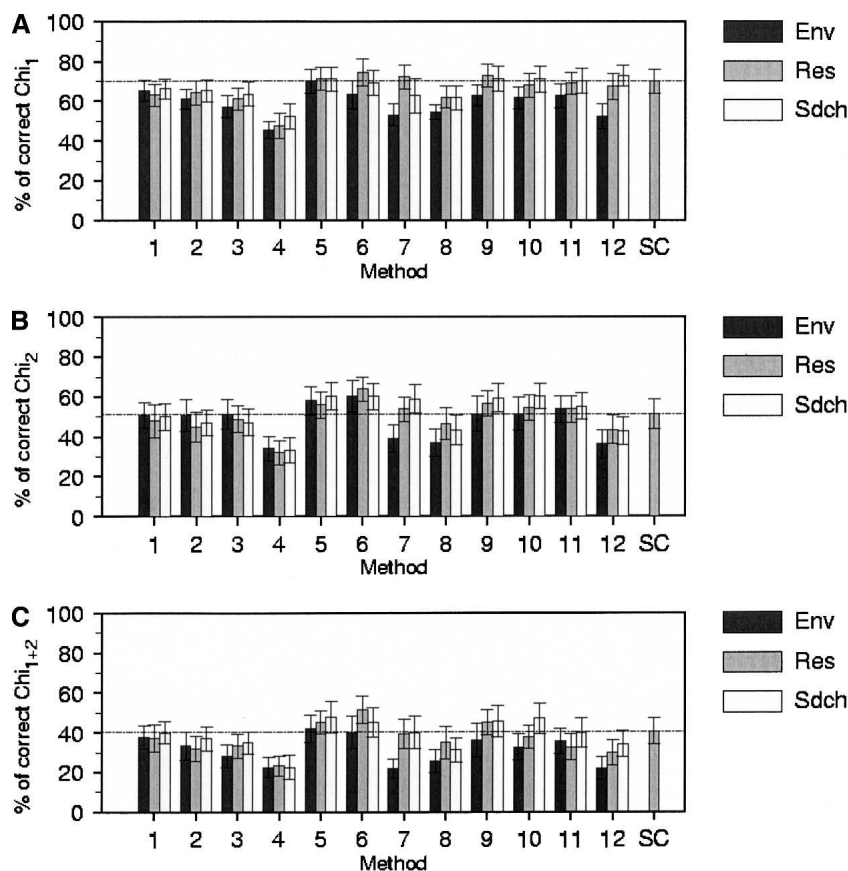 A
% of correct Chi1
100
80
60
40
20
0
1 2 3 4 5 6 7 8 9 10 11 12 SC
Method
Env
Res
Sdch
B
% of correct Chi2
100
80
60
40
20
0
1 2 3 4 5 6 7 8 9 10 11 12 SC
Method
Env
Res
Sdch
C
% of correct Chi1+2
100
80
60
40
20
0
1 2 3 4 5 6 7 8 9 10 11 12 SC
Method
Env
Res
Sdch